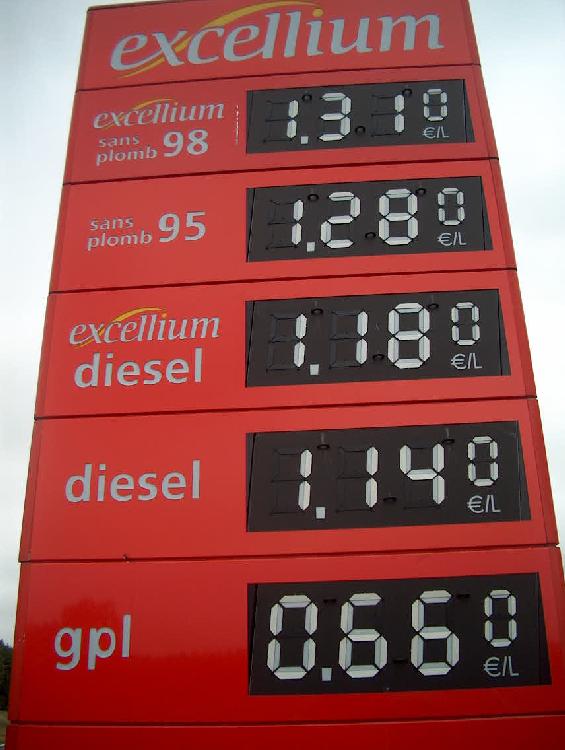 excellium
excellium
sans
plomb 98
1.310
€/L
sans
plomb 95
1.280
€/L
excellium
diesel
1.180
€/L
diesel
1.140
€/L
gpl
0.660
€/L